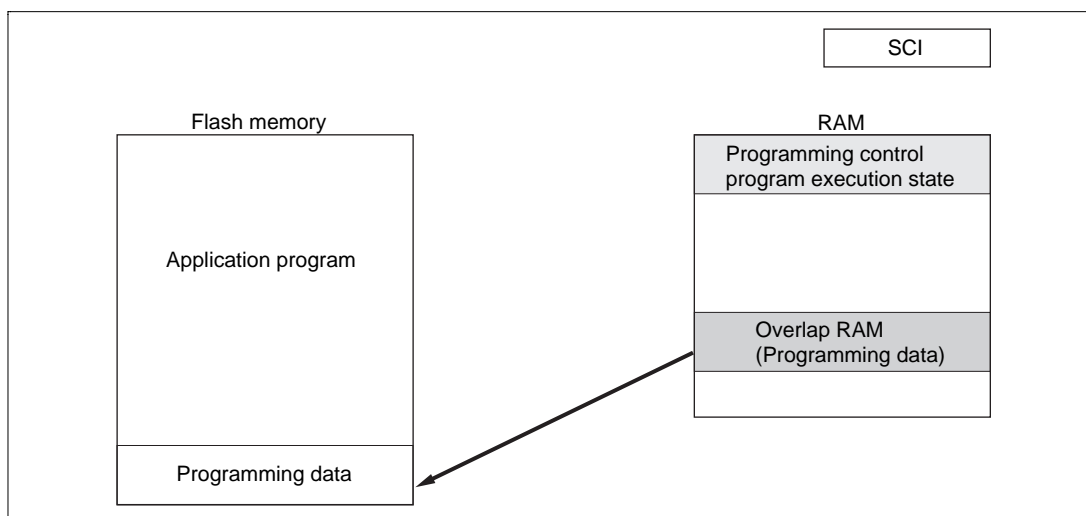 SCI
Flash memory
RAM
Programming control
program execution state
Application program
Overlap RAM
(Programming data)
Programming data